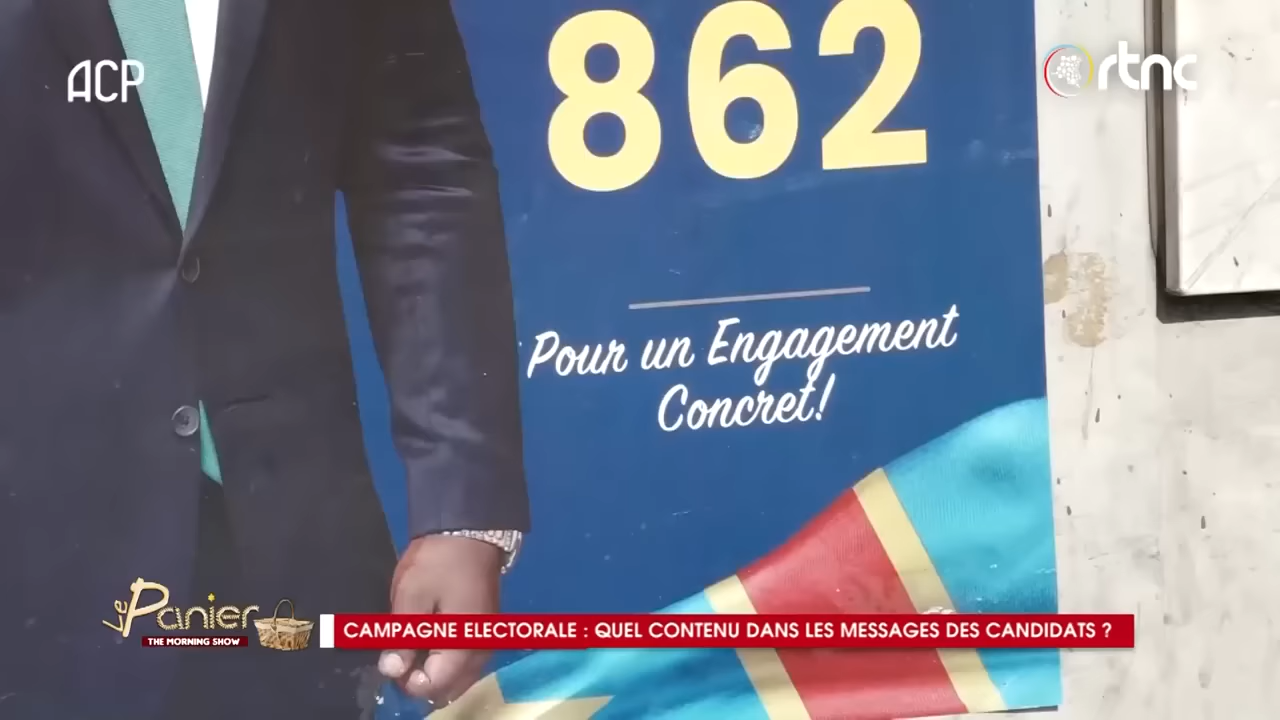 ACP
rtnc
862
Pour un Engagement
Concret!
Le Panier
THE MORNING SHOW
CAMPAGNE ELECTORALE : QUEL CONTENU DANS LES MESSAGES DES CANDIDATS ?